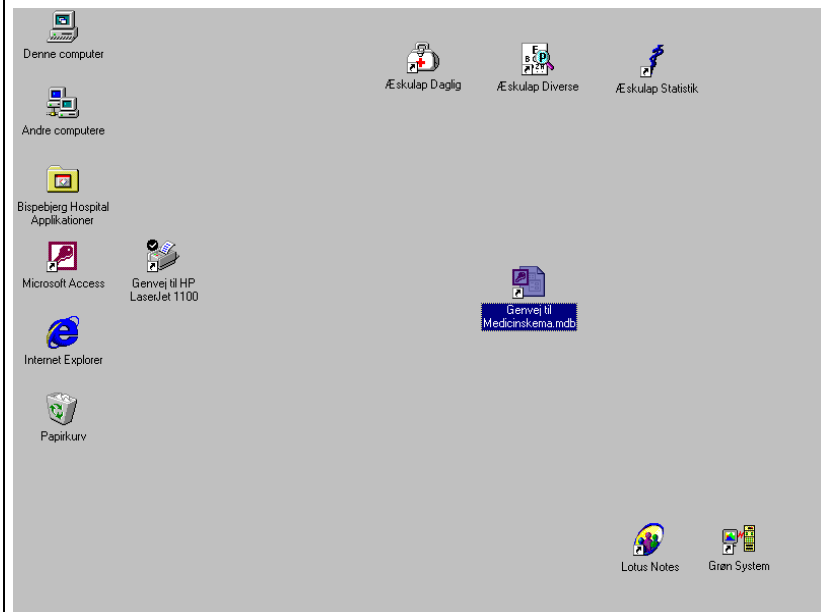 Denne computer
Æskulap Daglig
Æskulap Diverse
Æskulap Statistik
Andre computere
Bispebjerg Hospital
Applikationer
Microsoft Access
Genvej til HP
LaserJet 1100
Genvej til
Medicinskema.mdb
Internet Explorer
Papirkurv
Lotus Notes
Grøn System